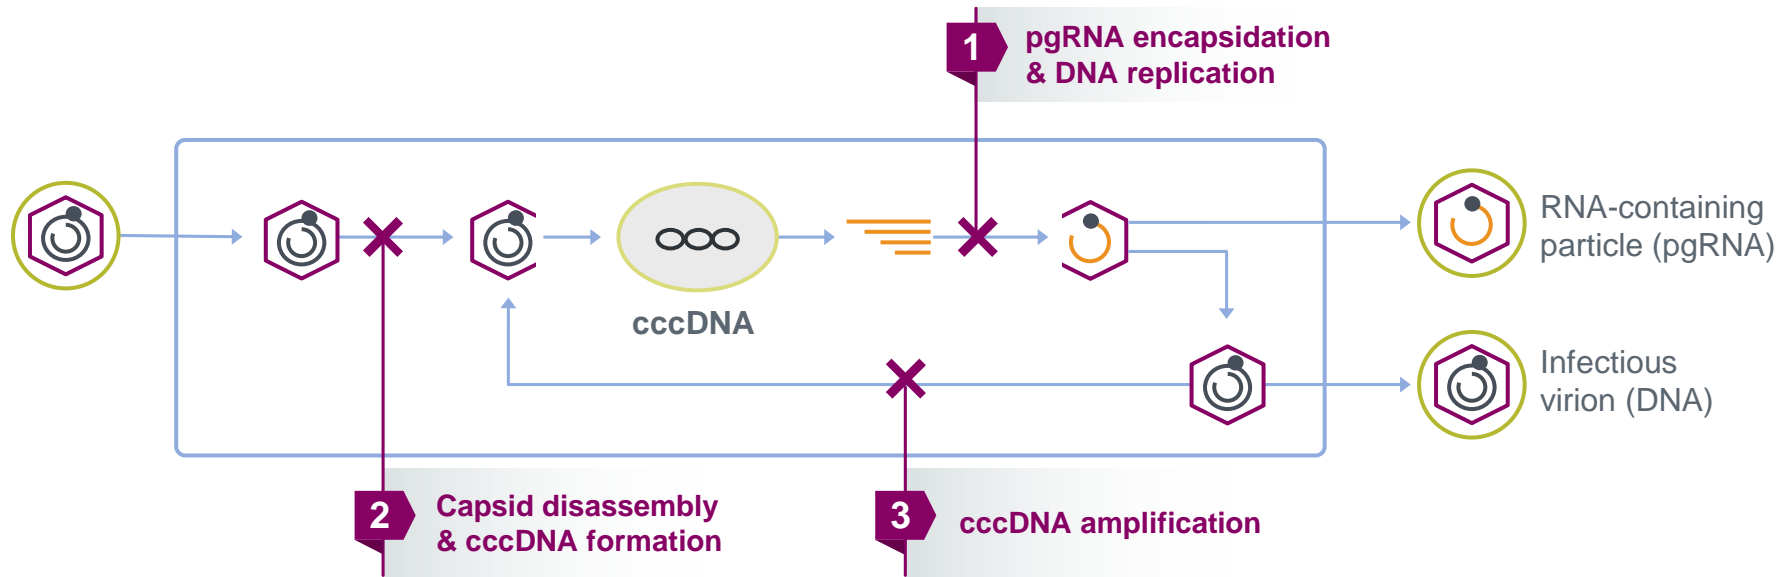 1
pgRNA encapsidation
& DNA replication
RNA-containing
particle (pgRNA)
cccDNA
Infectious
virion (DNA)
2
Capsid disassembly
& cccDNA formation
3
cccDNA amplification